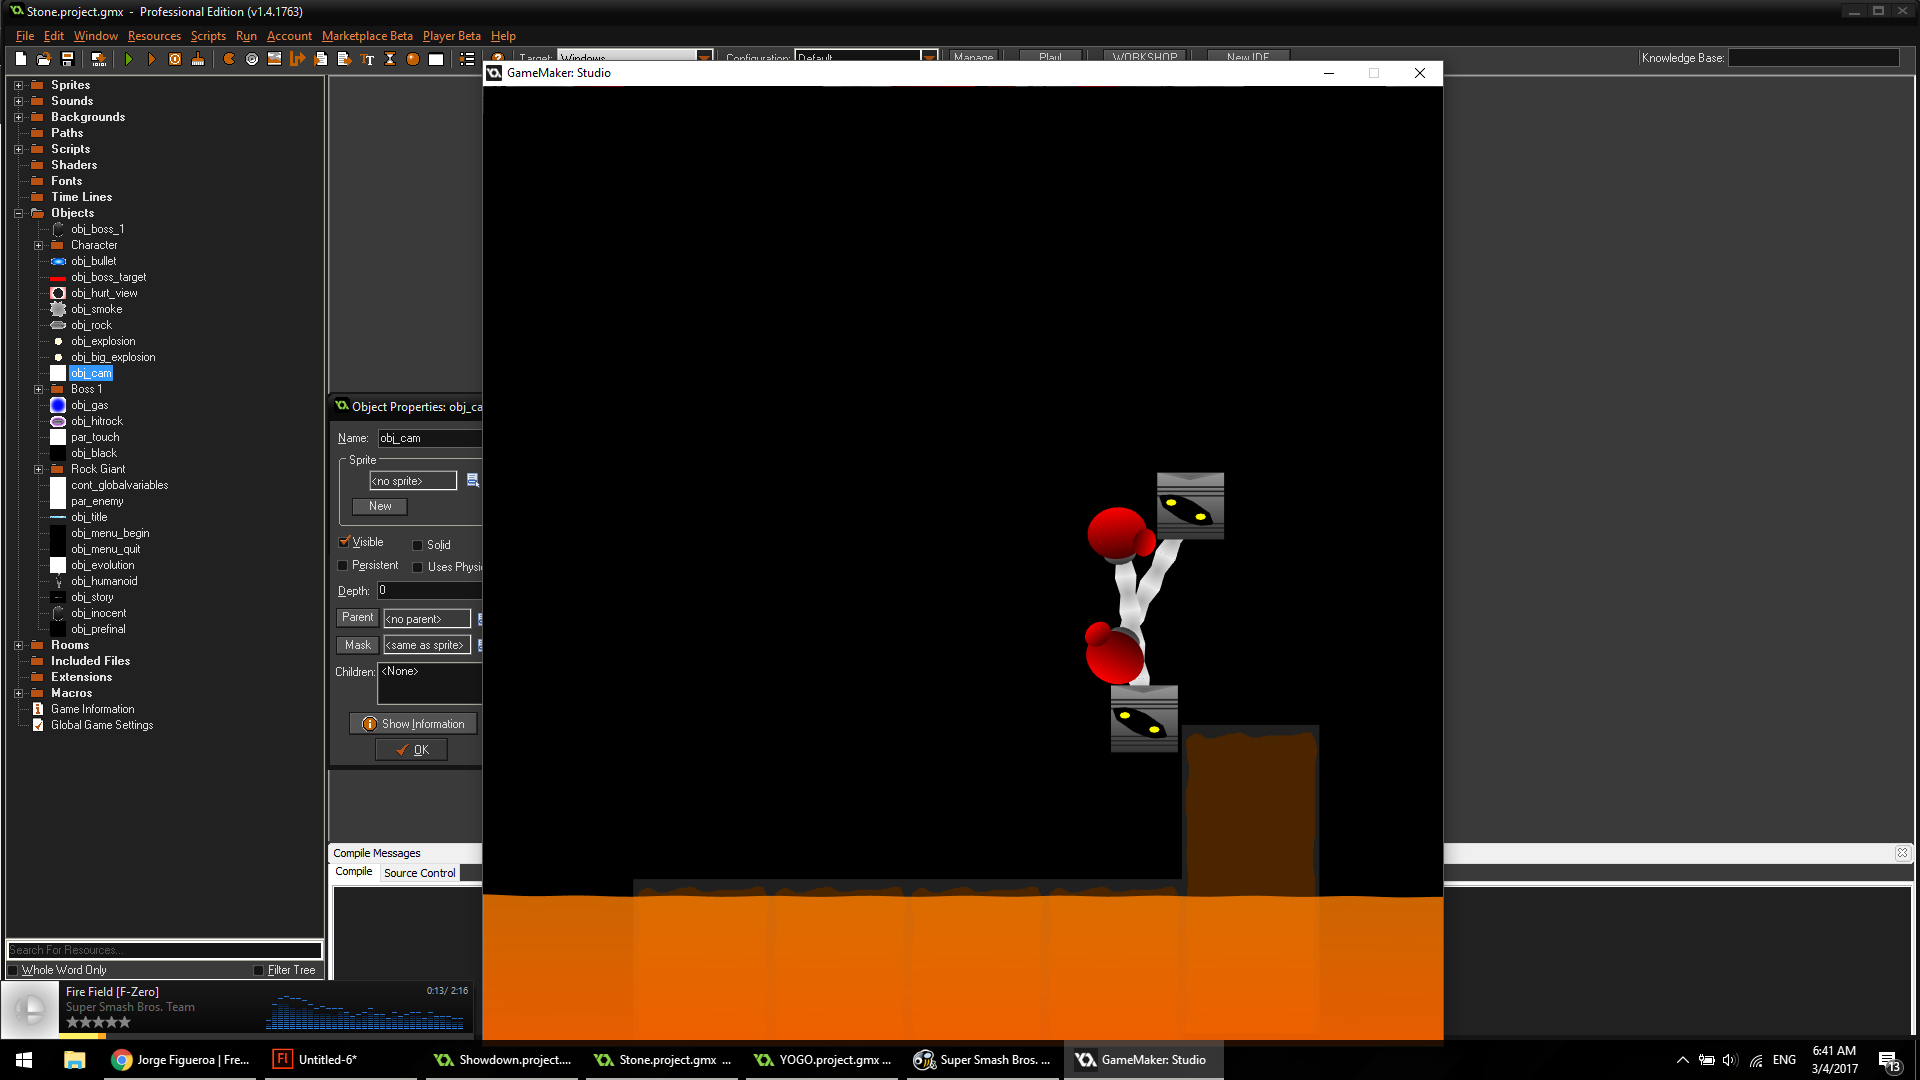 Stone.project.gmx - Professional Edition (v1.4.1763)
File Edit Window Resources Scripts Run Account Marketplace Beta Player Beta Help
Target: Windows Configuration: Default Manage Play! WORKSHOP New IDE Knowledge Base:
GameMaker: Studio
Sprites
Sounds
Backgrounds
Paths
Scripts
Shaders
Fonts
Time Lines
Objects
obj_boss_1
Character
obj_bullet
obj_boss_target
obj_hurt_view
obj_smoke
obj_rock
obj_explosion
obj_big_explosion
obj_cam
Boss 1
obj_gas
obj_hitrock
par_touch
obj_black
Rock Giant
cont_globalvariables
par_enemy
obj_title
obj_menu_begin
obj_menu_quit
obj_evolution
obj_humanoid
obj_story
obj_inocent
obj_prefinal
Rooms
Included Files
Extensions
Macros
Game Information
Global Game Settings
Search For Resources...
Whole Word Only Filter Tree
Object Properties: obj_ca
Name: obj_cam
Sprite
<no sprite>
New
Visible Solid
Persistent Uses Physi
Depth: 0
Parent <no parent>
Mask <same as sprite>
Children: <None>
Show Information
OK
Compile Messages
Compile Source Control
Fire Field [F-Zero] 0:13/ 2:16
Super Smash Bros. Team
Jorge Figueroa | Fre...
Fl Untitled-6*
Showdown.project....
Stone.project.gmx ...
YOGO.project.gmx ...
Super Smash Bros. ...
GameMaker: Studio
ENG
6:41 AM
3/4/2017
13